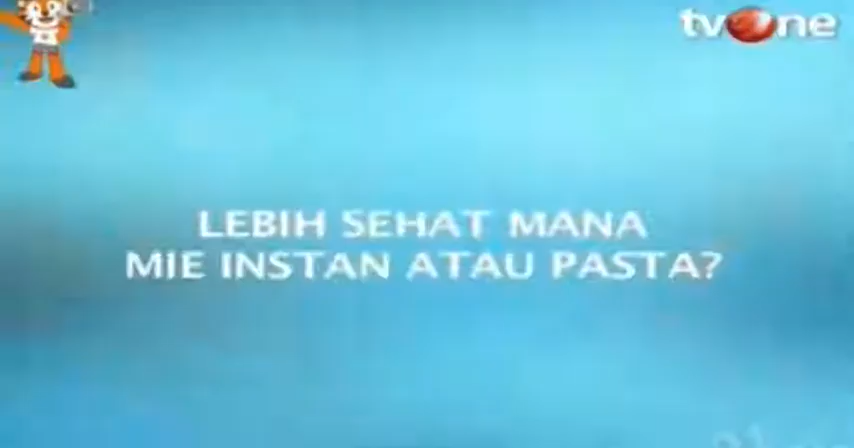 tvOne
LEBIH SEHAT MANA
MIE INSTAN ATAU PASTA?